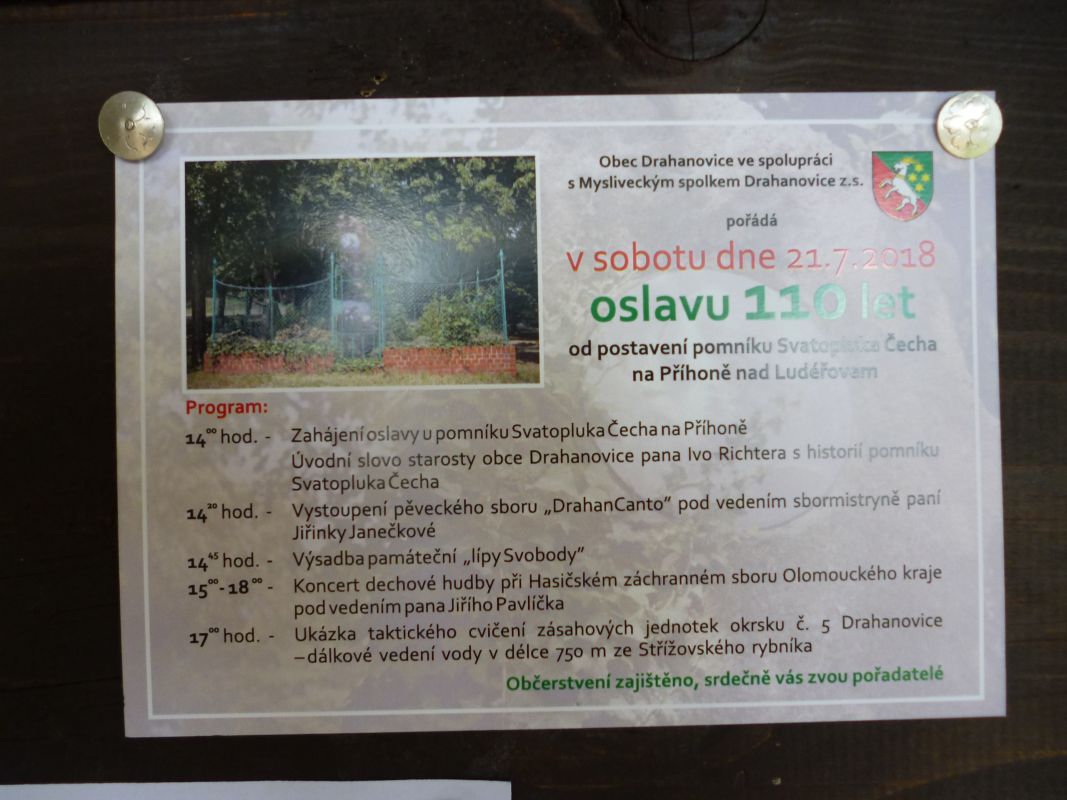 Obec Drahanovice ve spolupráci
s Mysliveckým spolkem Drahanovice z.s.
pořádá
v sobotu dne 21.7.2018
oslavu 110 let
od postavení pomníku Svatopluka Čecha
na Příhoně nad Luděřovem
Program:
14⁰⁰ hod. - Zahájení oslavy u pomníku Svatopluka Čecha na Příhoně
Úvodní slovo starosty obce Drahanovice pana Ivo Richtera s historií pomníku
Svatopluka Čecha
14²⁰ hod. - Vystoupení pěveckého sboru „DrahanCanto" pod vedením sbormistryně paní
Jiřinky Janečkové
14⁴⁵ hod. - Výsadba památeční „lípy Svobody"
15⁰⁰-18⁰⁰ - Koncert dechové hudby při Hasičském záchranném sboru Olomouckého kraje
pod vedením pana Jiřího Pavlíčka
17⁰⁰ hod. - Ukázka taktického cvičení zásahových jednotek okrsku č. 5 Drahanovice
–dálkové vedení vody v délce 750 m ze Střížovského rybníka
Občerstvení zajištěno, srdečně vás zvou pořadatelé